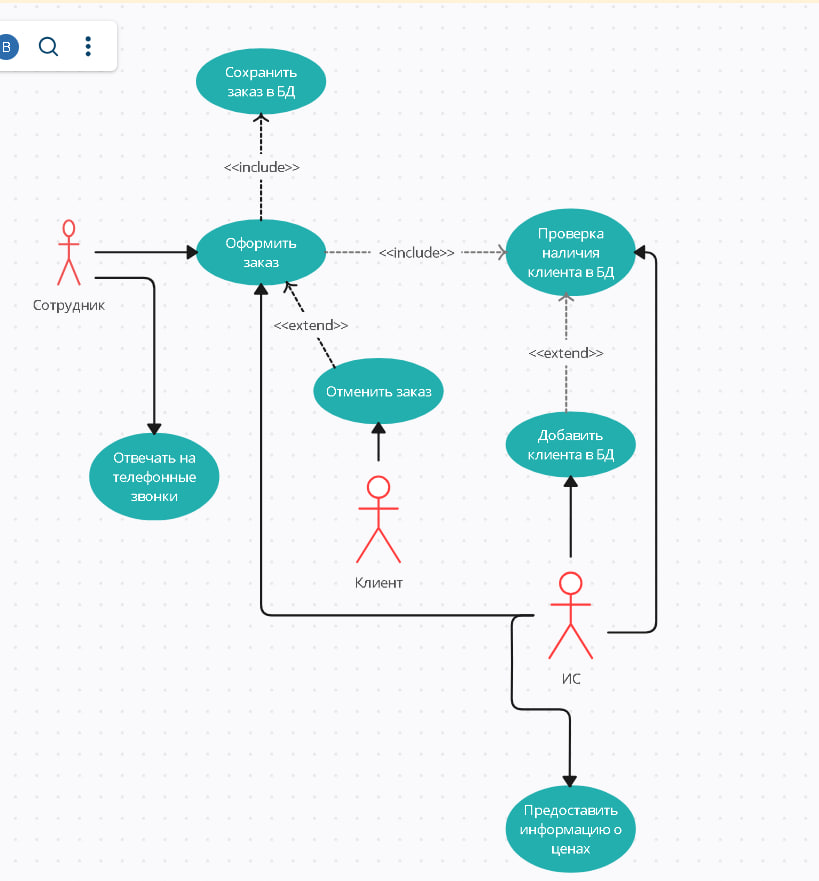 B
Сохранить
заказ в БД
<<include>>
Оформить
заказ
<<include>>
Проверка
наличия
клиента в БД
Сотрудник
<<extend>>
<<extend>>
Отменить заказ
Добавить
клиента в БД
Отвечать на
телефонные
звонки
Клиент
ИС
Предоставить
информацию о
ценах